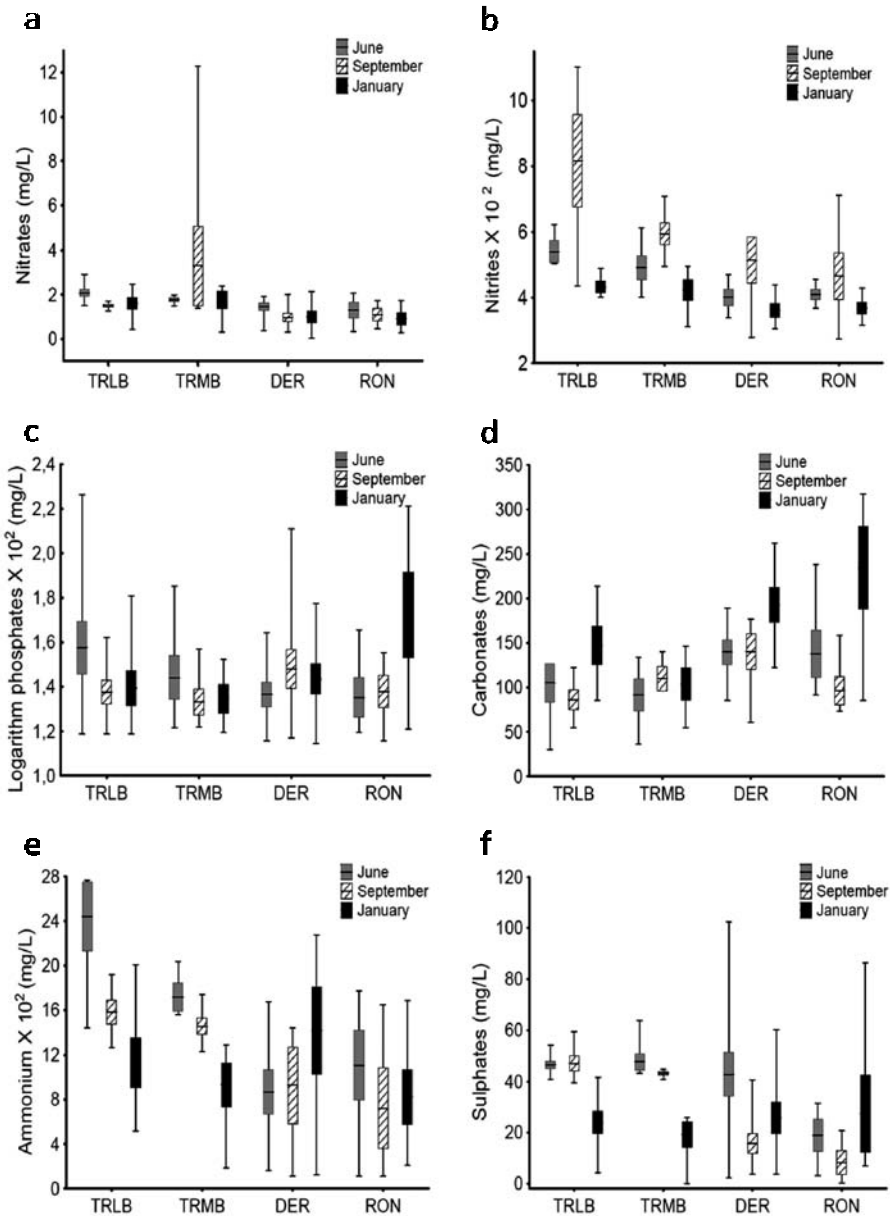 a
Nitrates (mg/L)
12
10
8
6
4
2
0
June
September
January
TRLB TRMB DER RON
b
Nitrites X 10 2 (mg/L)
10
8
6
4
2
June
September
January
TRLB TRMB DER RON
c
Logarithm phosphates X 10² (mg/L)
2,4
2,2
2,0
1,8
1,6
1,4
1,2
1,0
June
September
January
TRLB TRMB DER RON
d
Carbonates (mg/L)
350
300
250
200
150
100
50
0
June
September
January
TRLB TRMB DER RON
e
Ammonium X 10² (mg/L)
28
24
20
16
12
8
4
0
June
September
January
TRLB TRMB DER RON
f
Sulphates (mg/L)
120
100
80
60
40
20
0
June
September
January
TRLB TRMB DER RON